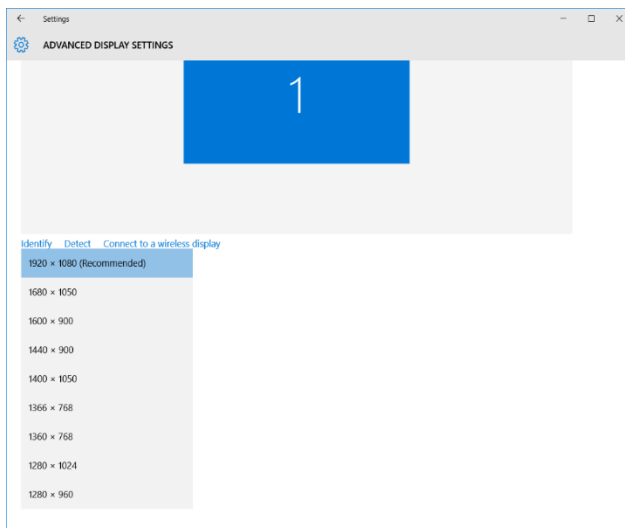 Settings
ADVANCED DISPLAY SETTINGS
1
Identify Detect Connect to a wireless display
1920 × 1080 (Recommended)
1680 × 1050
1600 × 900
1440 × 900
1400 × 1050
1366 × 768
1360 × 768
1280 × 1024
1280 × 960